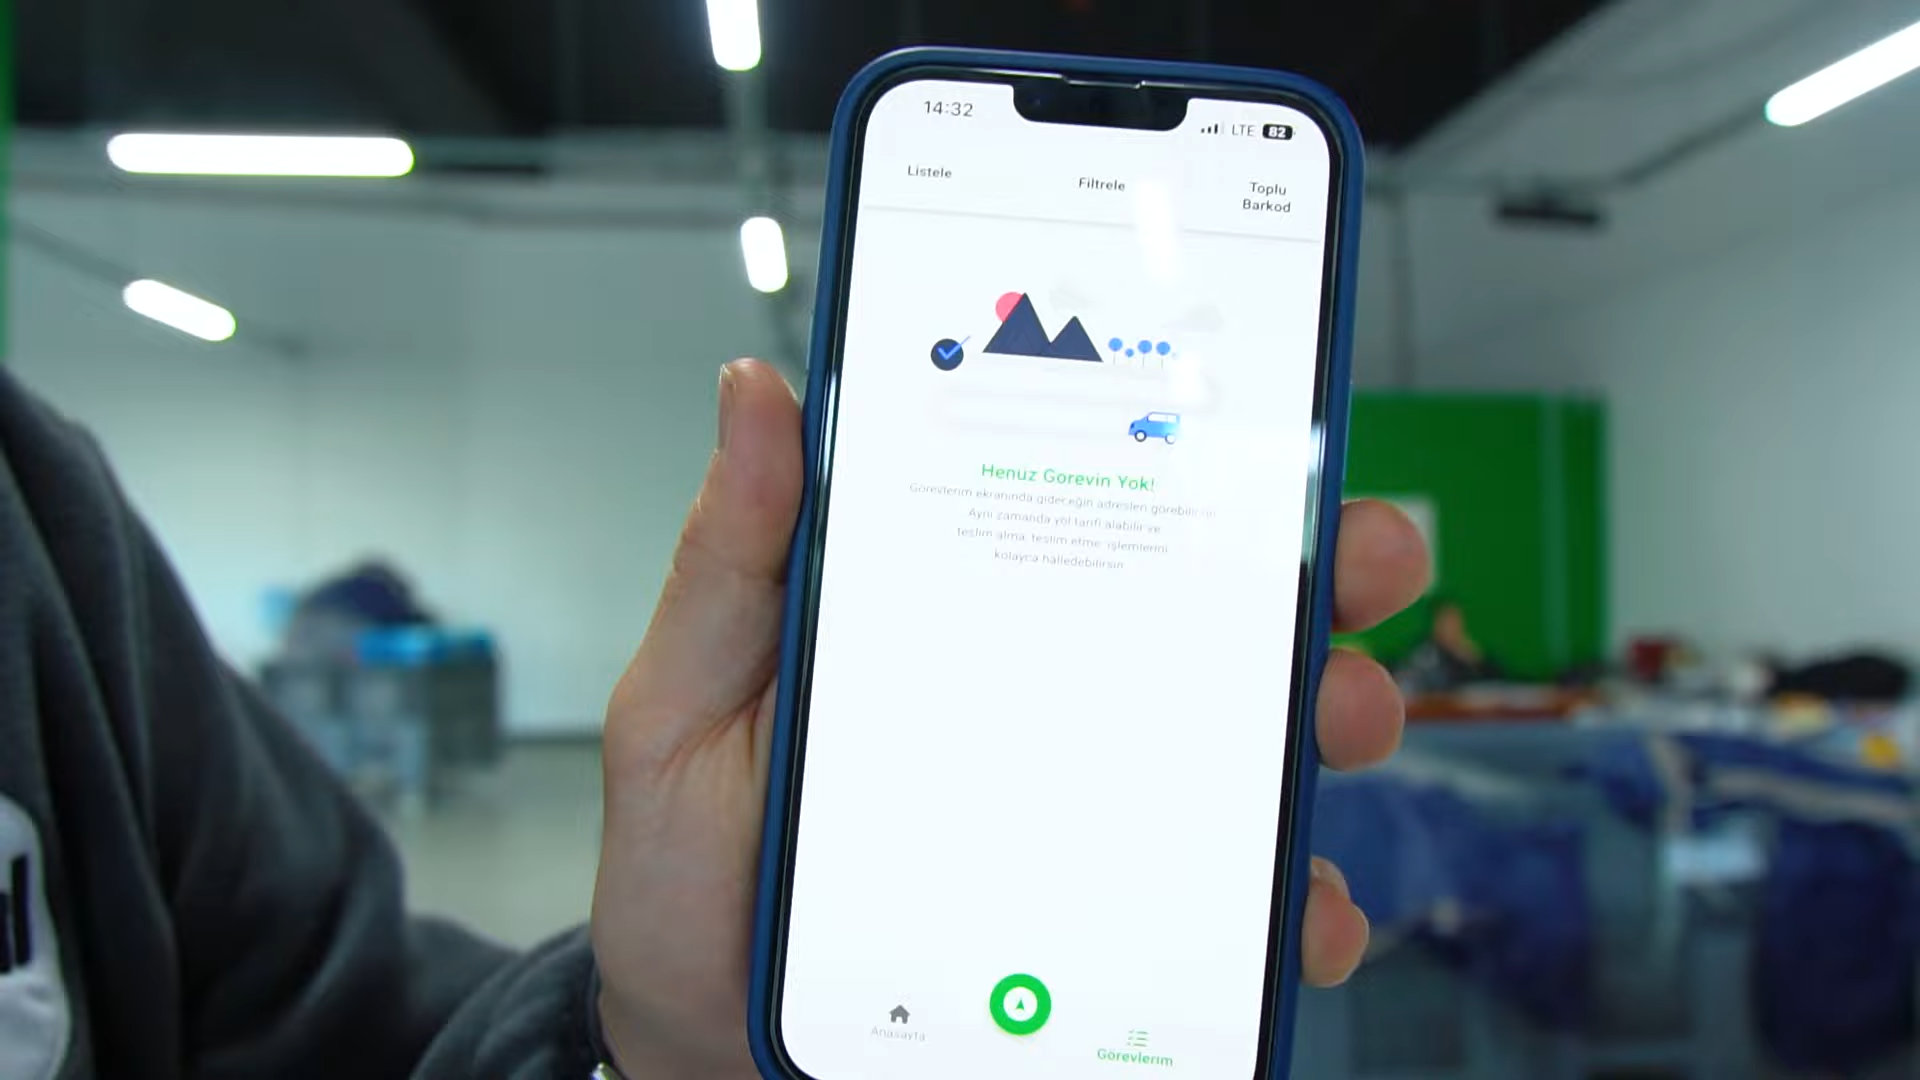 14:32
LTE 82
Listele
Filtrele
Toplu
Barkod
Henuz Gorevin Yok!
Görevlerim ekranında gideceğin adresleri görebilirsin
Aynı zamanda yol tarifi alabilir ve
teslim alma, teslim etme işlemlerini
kolayca halledebilirsin
Anasayfa
Görevlerim